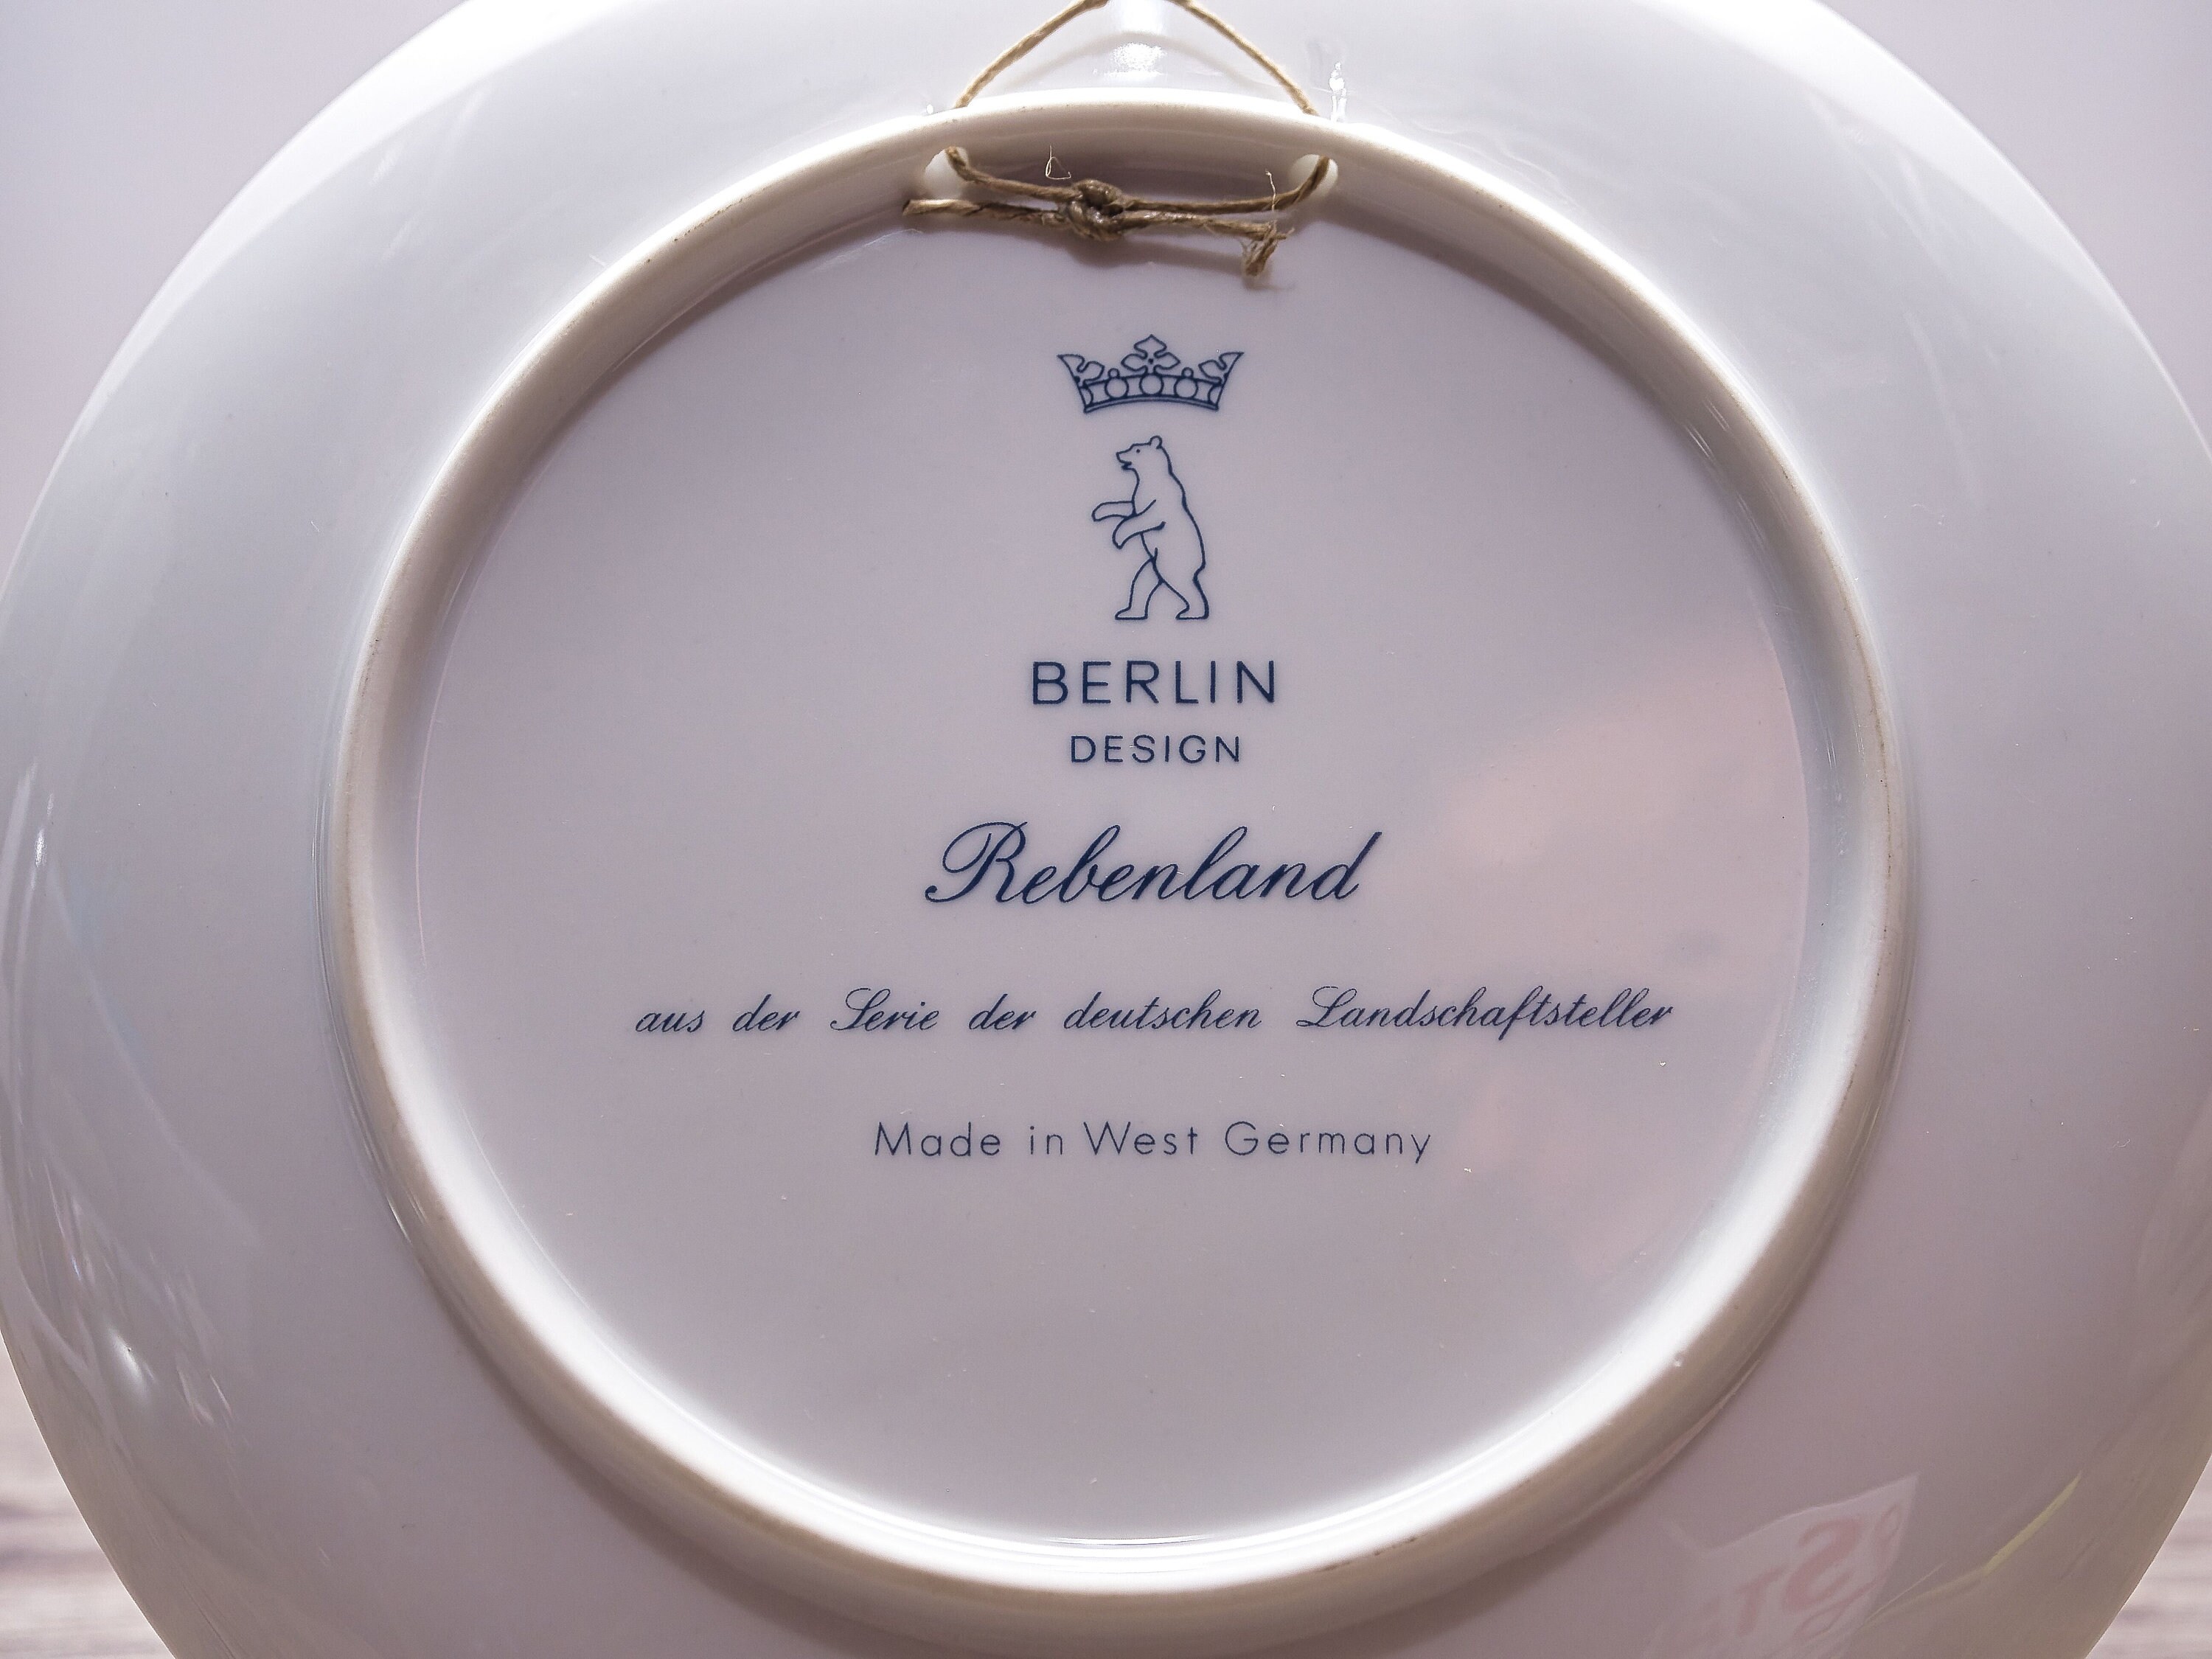 BERLIN
DESIGN
Rebenland
aus der Serie der deutschen Landschaftsteller
Made in West Germany